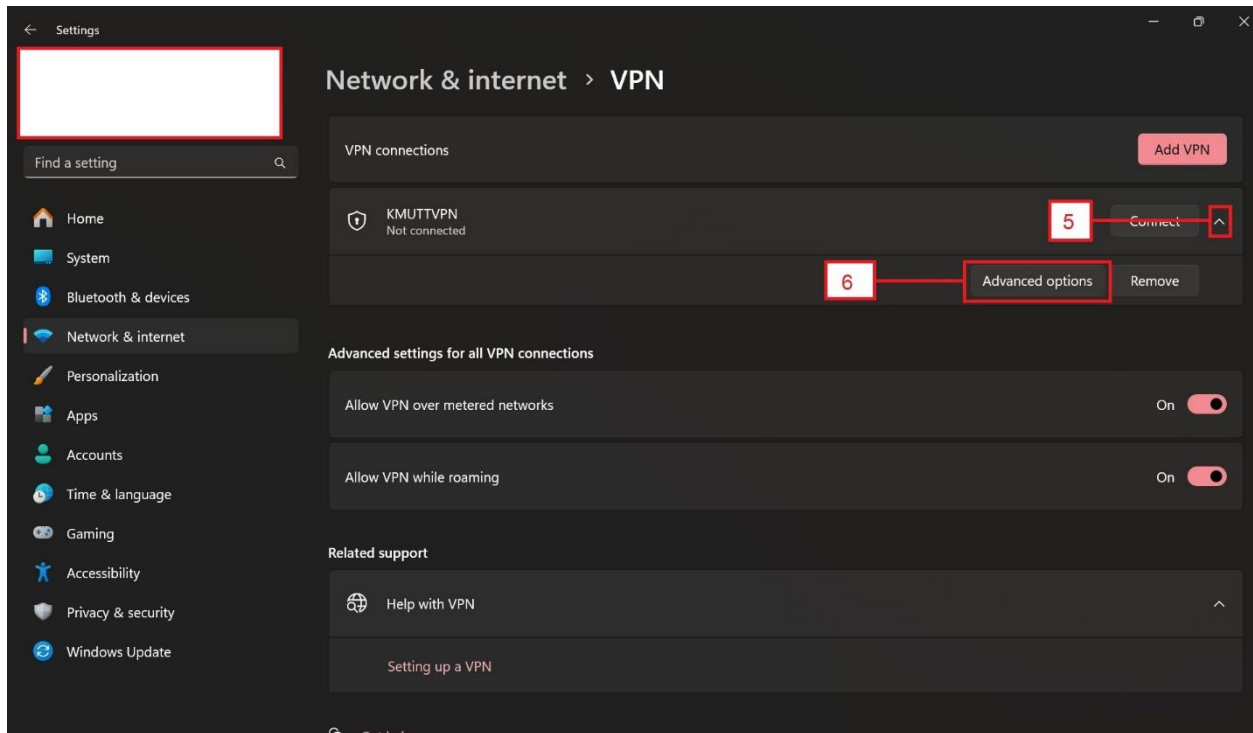 Settings
Find a setting
Home
System
Bluetooth & devices
Network & internet
Personalization
Apps
Accounts
Time & language
Gaming
Accessibility
Privacy & security
Windows Update
Network & internet > VPN
VPN connections
Add VPN
KMUTTVPN
Not connected
5
Connect
6
Advanced options
Remove
Advanced settings for all VPN connections
Allow VPN over metered networks
On
Allow VPN while roaming
On
Related support
Help with VPN
Setting up a VPN